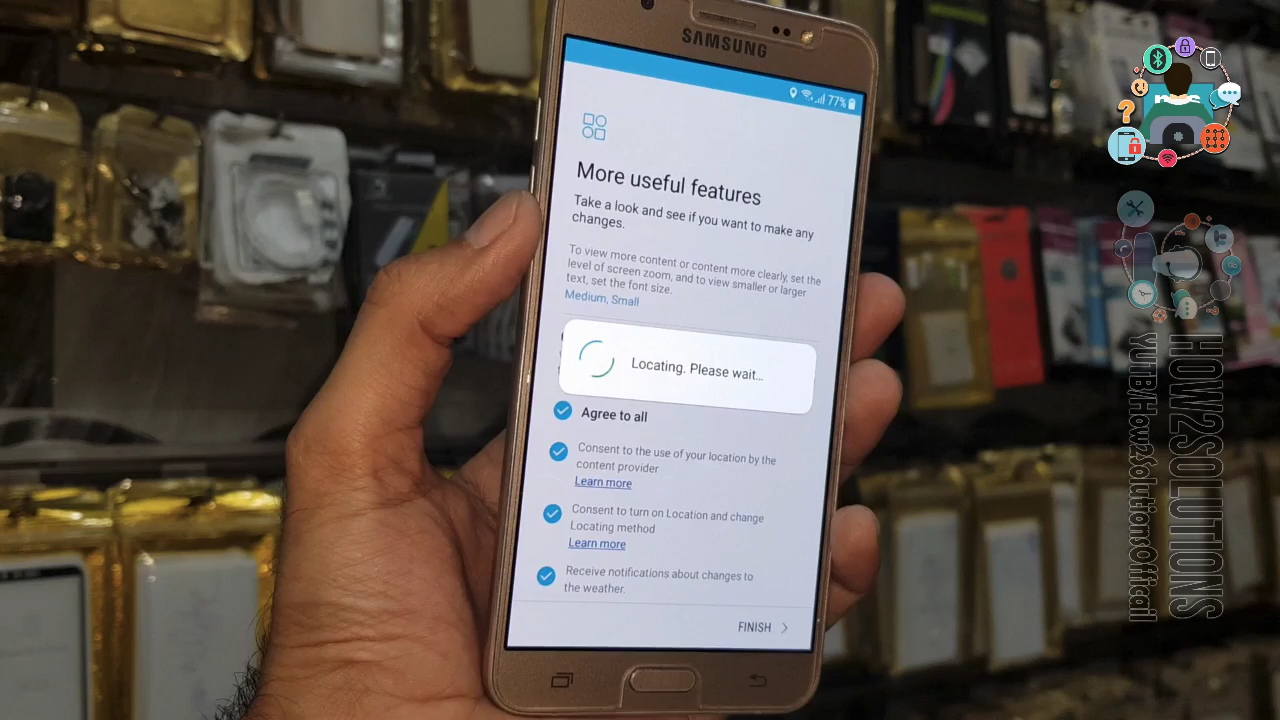 SAMSUNG
77%
More useful features
Take a look and see if you want to make any
changes.
To view more content or content more clearly, set the
level of screen zoom, and to view smaller or larger
text, set the font size.
Medium, Small
Locating. Please wait...
Agree to all
Consent to the use of your location by the
content provider
Learn more
Consent to turn on Location and change
Locating method
Learn more
Receive notifications about changes to
the weather.
FINISH
HOW2SOLUTIONS
YUTB/How2SolutionsOffical